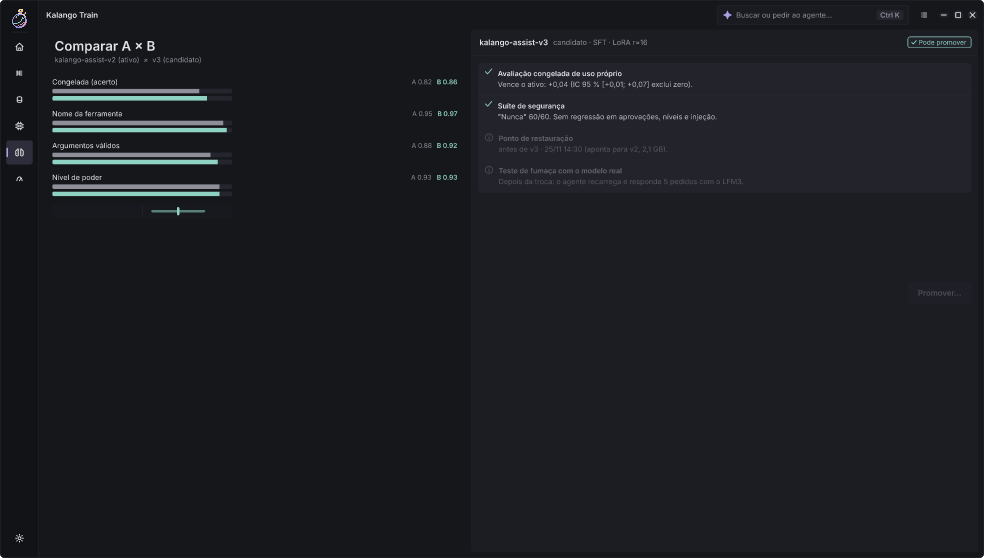 Kalango Train
Buscar ou pedir ao agente...
Ctrl K
Comparar A × B
kalango-assist-v2 (ativo) × v3 (candidato)
Congelada (acerto)
A 0.82 B 0.86
Nome da ferramenta
A 0.95 B 0.97
Argumentos válidos
A 0.88 B 0.92
Nível de poder
A 0.93 B 0.93
kalango-assist-v3 candidato · SFT · LoRA r=16
Pode promover
Avaliação congelada de uso próprio
Vence o ativo: +0,04 (IC 95 % [+0,01; +0,07] exclui zero).
Suíte de segurança
"Nunca" 60/60. Sem regressão em aprovações, níveis e injeção.
Ponto de restauração
antes de v3 · 25/11 14:30 (aponta para v2, 2,1 GB).
Teste de fumaça com o modelo real
Depois da troca: o agente recarrega e responde 5 pedidos com o LFM3.
Promover...